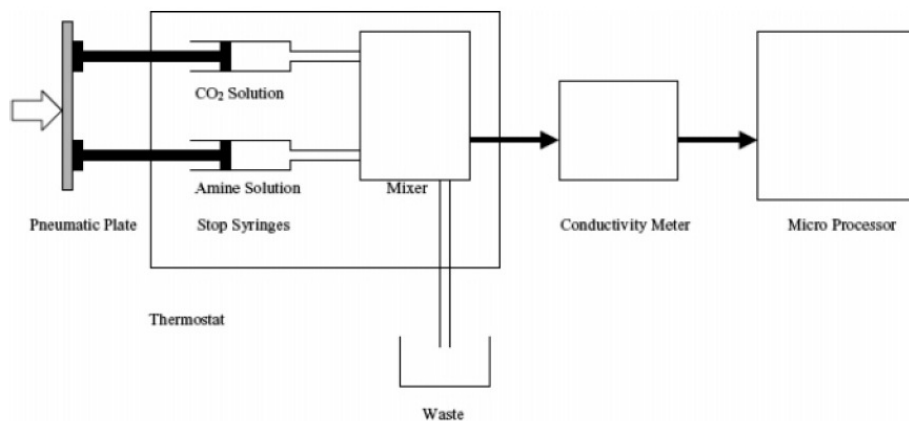 CO₂ Solution
Amine Solution
Mixer
Pneumatic Plate
Stop Syringes
Conductivity Meter
Micro Processor
Thermostat
Waste